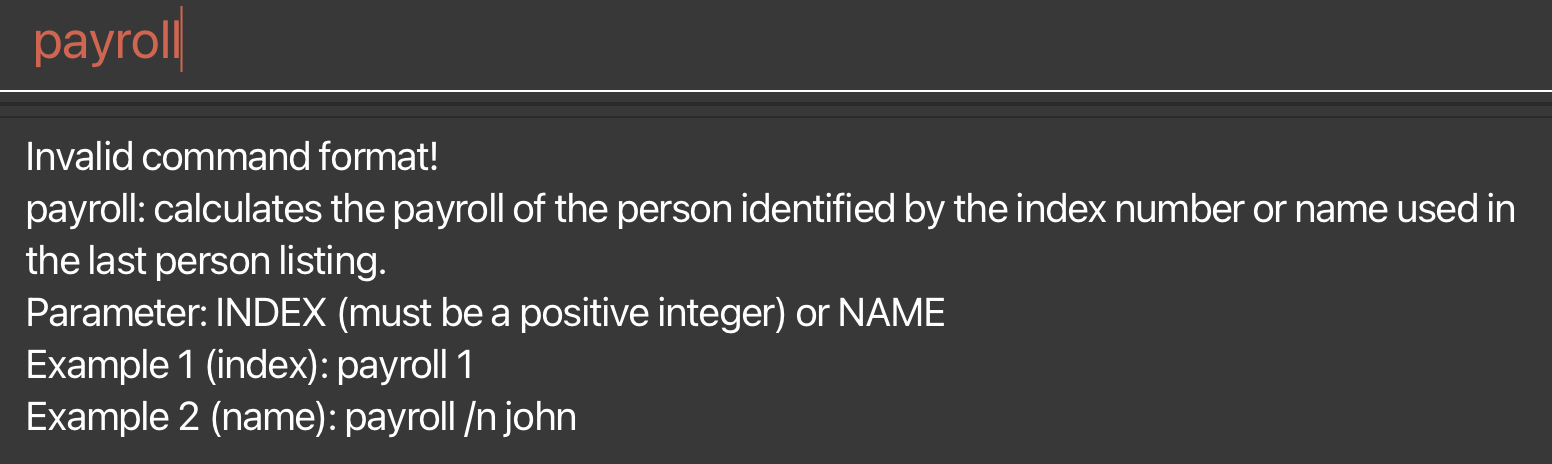 payroll
Invalid command format!
payroll: calculates the payroll of the person identified by the index number or name used in
the last person listing.
Parameter: INDEX (must be a positive integer) or NAME
Example 1 (index): payroll 1
Example 2 (name): payroll /n john